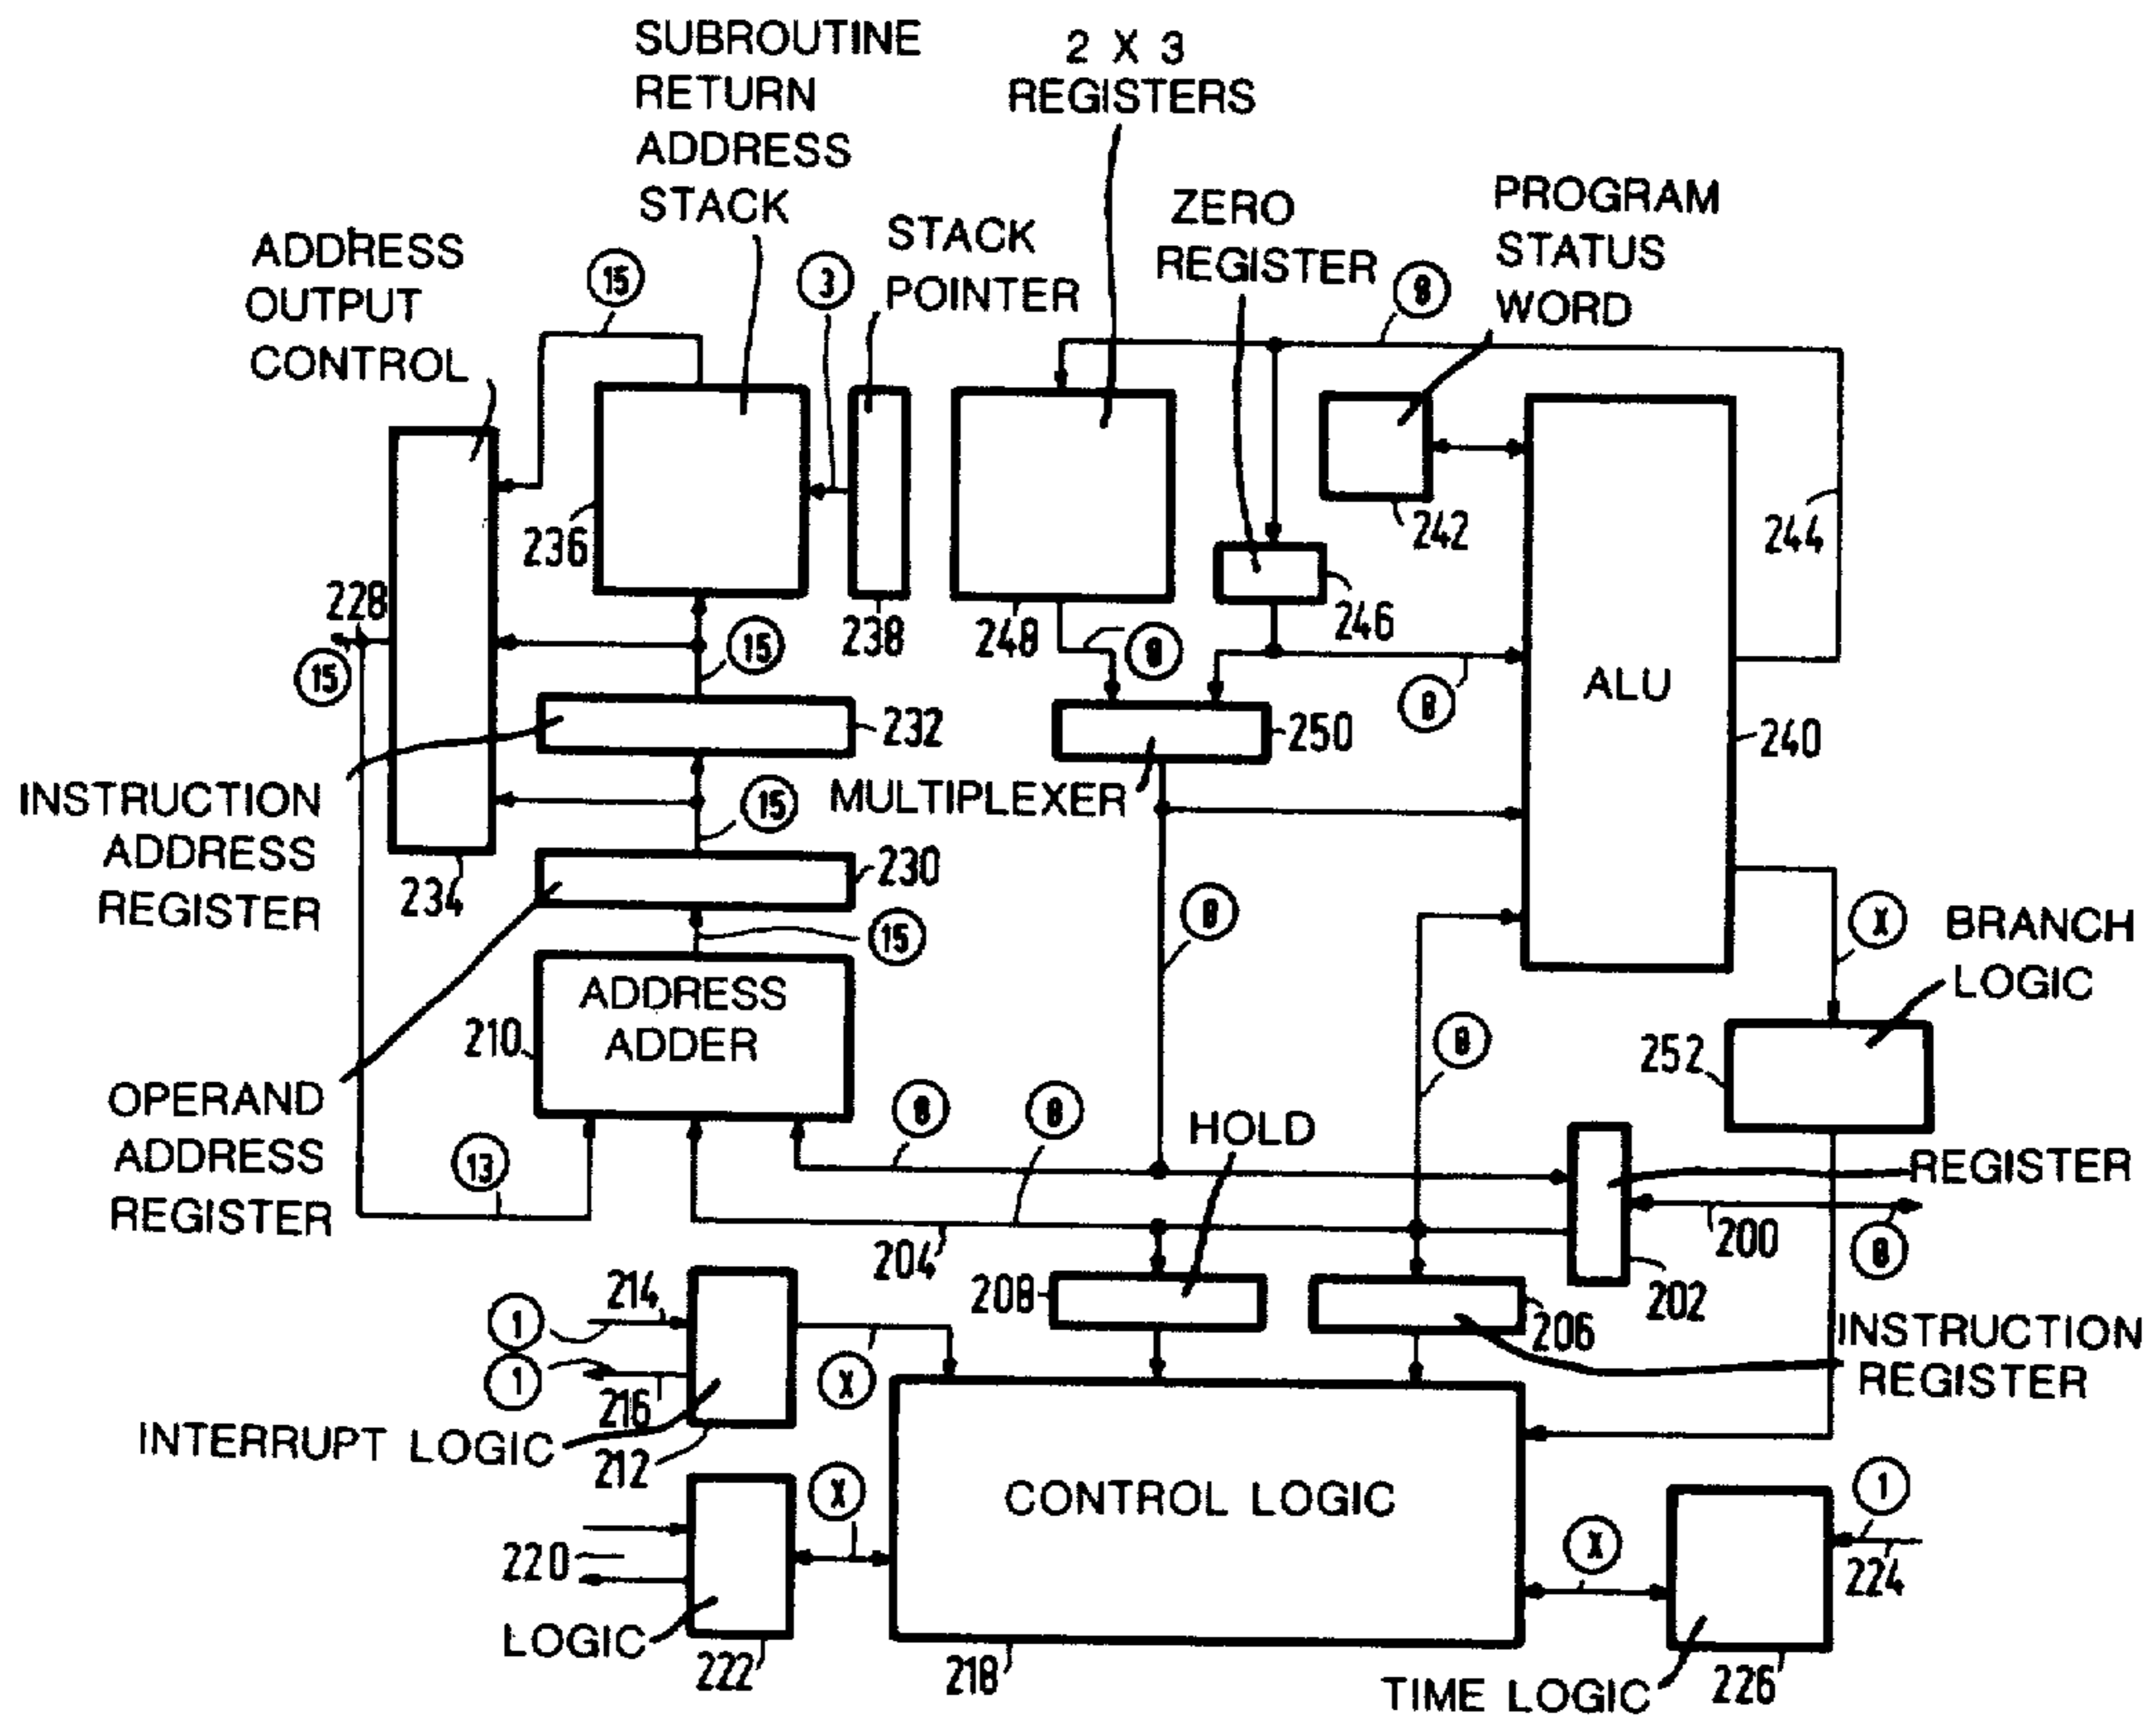 SUBROUTINE
RETURN
ADDRESS
STACK
2 X 3
REGISTERS
ZERO
REGISTER
PROGRAM
STATUS
WORD
STACK
POINTER
ADDRESS
OUTPUT
CONTROL
15
3
8
236
238
248
246
242
244
228
15
15
8
8
ALU
232
250
240
INSTRUCTION
ADDRESS
REGISTER
MULTIPLEXER
15
234
230
15
8
X
BRANCH
LOGIC
ADDRESS
ADDER
210
8
252
OPERAND
ADDRESS
REGISTER
13
8
8
HOLD
REGISTER
204
200
8
202
214
1
1
216
208
206
INSTRUCTION
REGISTER
X
INTERRUPT LOGIC
212
X
CONTROL LOGIC
1
X
224
220
LOGIC
222
218
TIME LOGIC
226